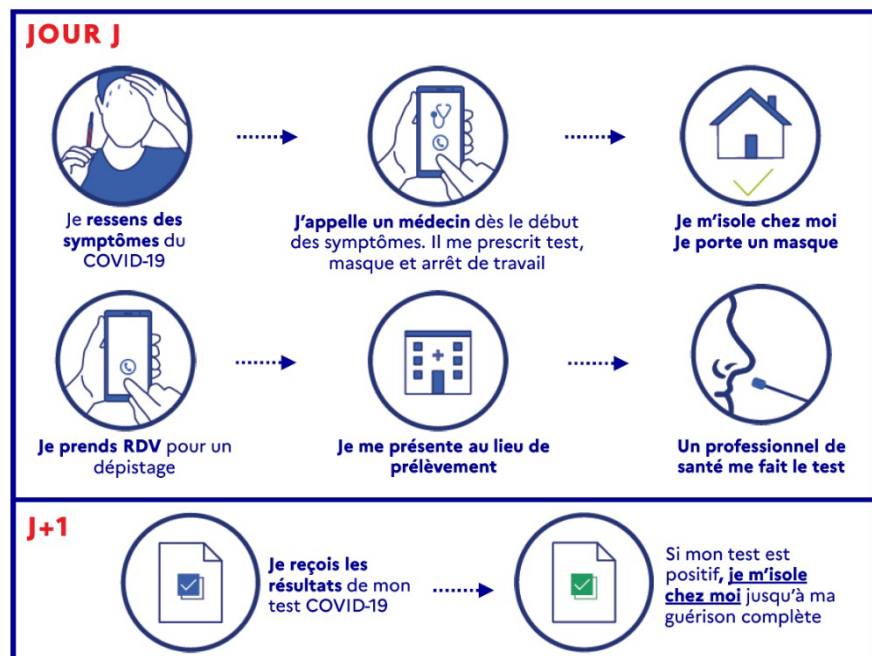 JOUR J
Je ressens des
symptômes du
COVID-19
J'appelle un médecin dès le début
des symptômes. Il me prescrit test,
masque et arrêt de travail
Je m'isole chez moi
Je porte un masque
Je prends RDV pour un
dépistage
Je me présente au lieu de
prélèvement
Un professionnel de
santé me fait le test
J+1
Je reçois les
résultats de mon
test COVID-19
Si mon test est
positif, je m'isole
chez moi jusqu'à ma
guérison complète